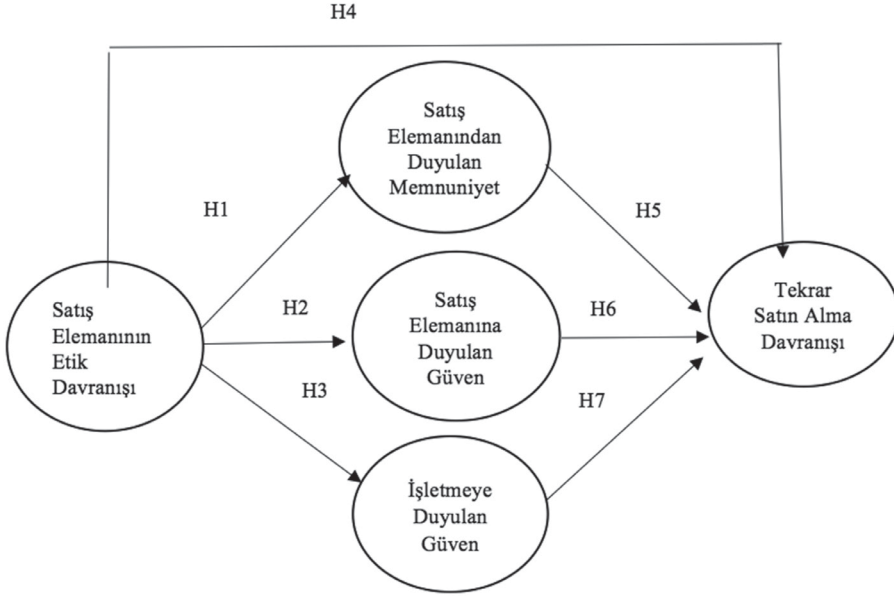 H4
Satış
Elemanından
Duyulan
Memnuniyet
H1
H5
Satış
Elemanının
Etik
Davranışı
H2
Satış
Elemanına
Duyulan
Güven
H6
Tekrar
Satın Alma
Davranışı
H3
H7
İşletmeye
Duyulan
Güven